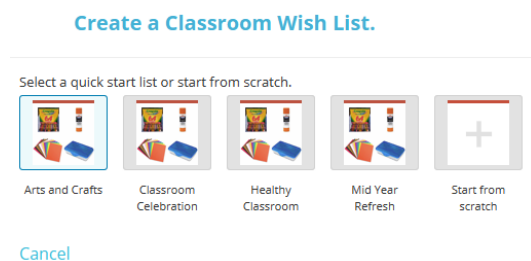 Create a Classroom Wish List.
Select a quick start list or start from scratch.
Arts and Crafts
Classroom
Celebration
Healthy
Classroom
Mid Year
Refresh
Start from
scratch
Cancel